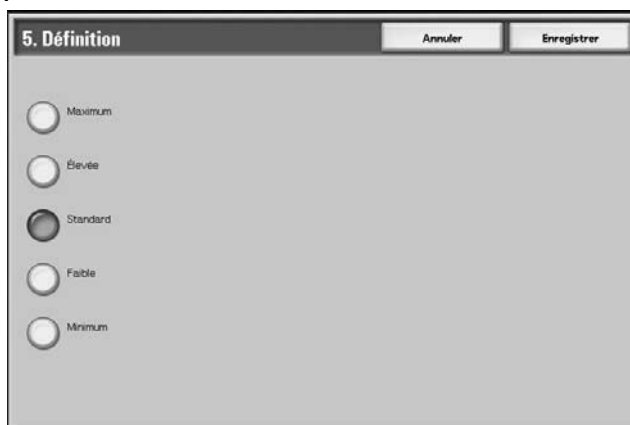 5. Définition
Annuler
Enregistrer
Maximum
Élevée
Standard
Faible
Minimum